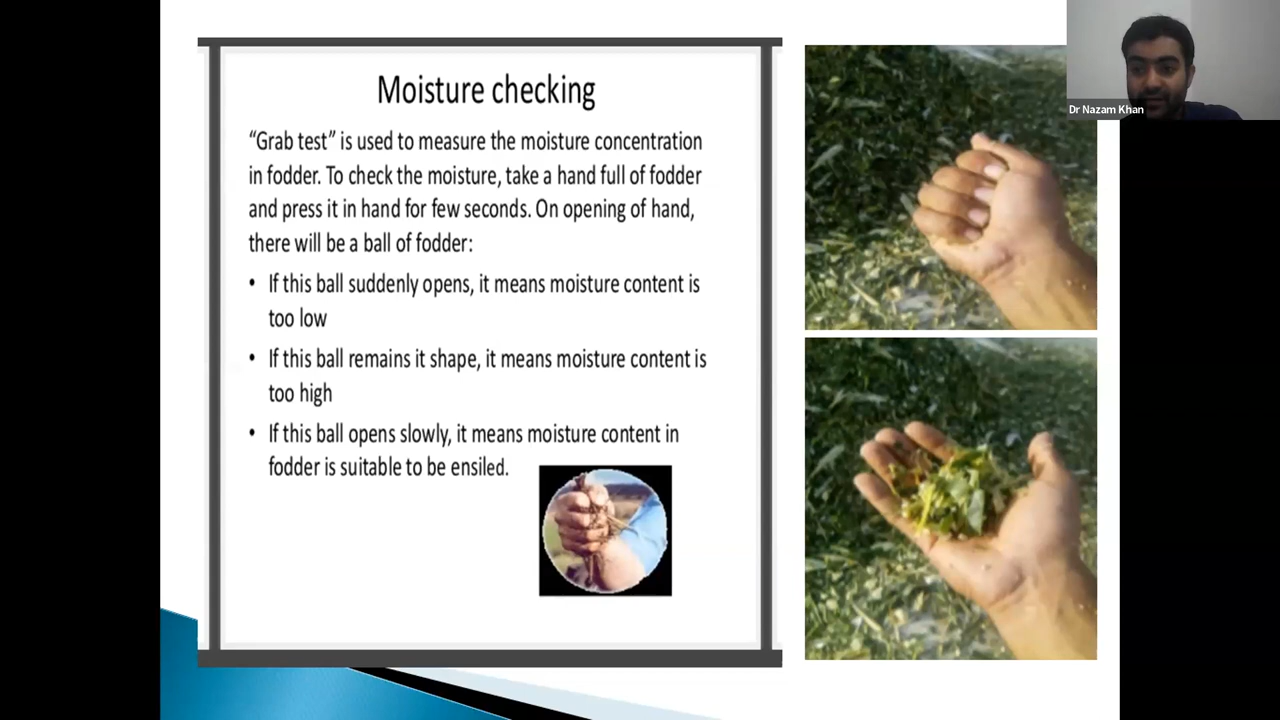 Moisture checking
“Grab test” is used to measure the moisture concentration
in fodder. To check the moisture, take a hand full of fodder
and press it in hand for few seconds. On opening of hand,
there will be a ball of fodder:
• If this ball suddenly opens, it means moisture content is
too low
• If this ball remains it shape, it means moisture content is
too high
• If this ball opens slowly, it means moisture content in
fodder is suitable to be ensiled.
Dr Nazam Khan